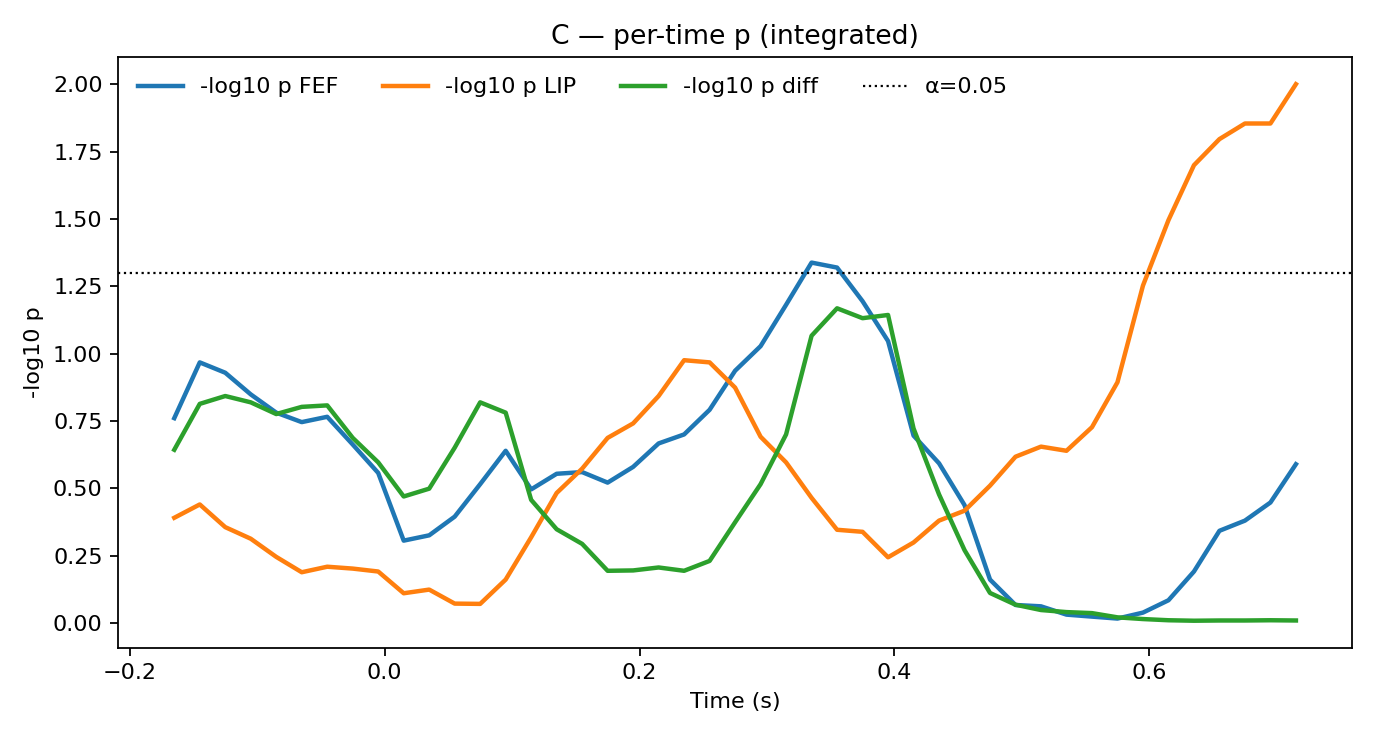 C — per-time p (integrated)
-log10 p FEF -log10 p LIP -log10 p diff α=0.05
2.00
1.75
1.50
1.25
1.00
0.75
0.50
0.25
0.00
-log10 p
−0.2 0.0 0.2 0.4 0.6
Time (s)